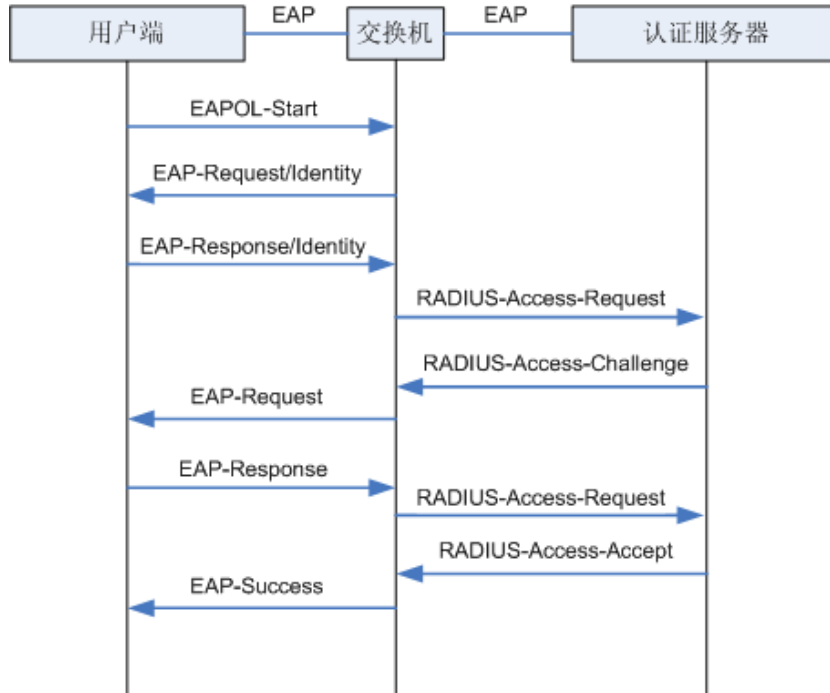 用户端
EAP
交换机
EAP
认证服务器
EAPOL-Start
EAP-Request/Identity
EAP-Response/Identity
RADIUS-Access-Request
RADIUS-Access-Challenge
EAP-Request
EAP-Response
RADIUS-Access-Request
RADIUS-Access-Accept
EAP-Success